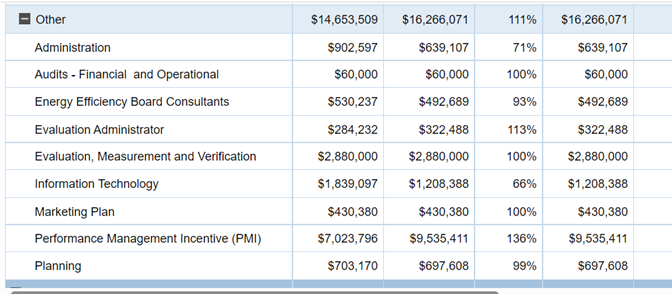 Other $14,653,509 $16,266,071 111% $16,266,071
Administration $902,597 $639,107 71% $639,107
Audits - Financial and Operational $60,000 $60,000 100% $60,000
Energy Efficiency Board Consultants $530,237 $492,689 93% $492,689
Evaluation Administrator $284,232 $322,488 113% $322,488
Evaluation, Measurement and Verification $2,880,000 $2,880,000 100% $2,880,000
Information Technology $1,839,097 $1,208,388 66% $1,208,388
Marketing Plan $430,380 $430,380 100% $430,380
Performance Management Incentive (PMI) $7,023,796 $9,535,411 136% $9,535,411
Planning $703,170 $697,608 99% $697,608